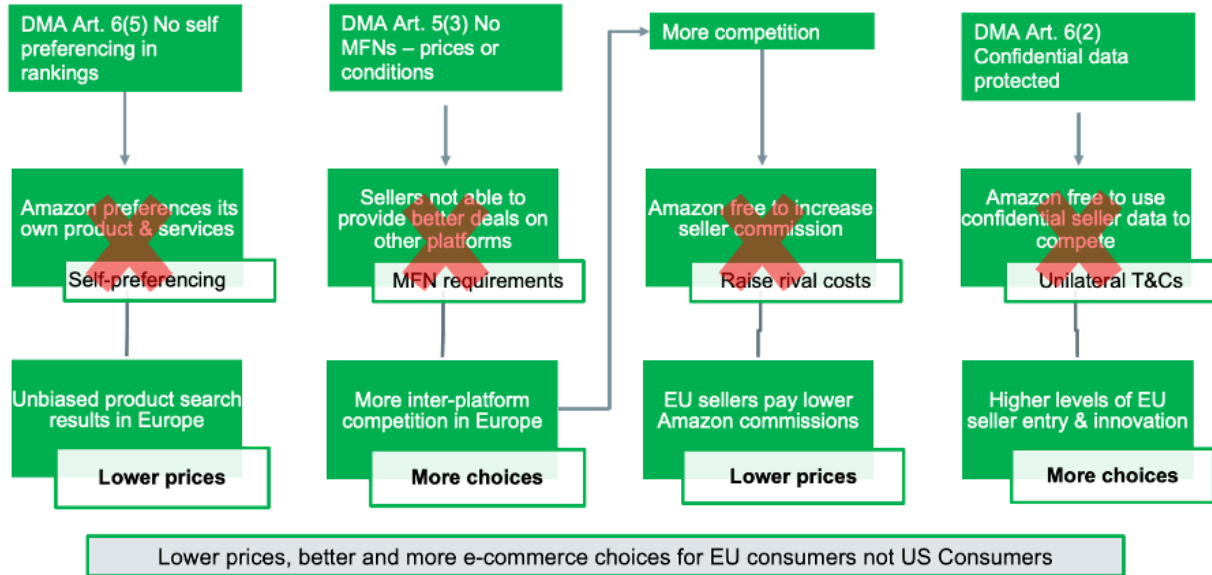 DMA Art. 6(5) No self
preferencing in
rankings
DMA Art. 5(3) No
MFNs – prices or
conditions
More competition
DMA Art. 6(2)
Confidential data
protected
Amazon preferences its
own product & services
Self-preferencing
Sellers not able to
provide better deals on
other platforms
MFN requirements
Amazon free to increase
seller commission
Raise rival costs
Amazon free to use
confidential seller data to
compete
Unilateral T&Cs
Unbiased product search
results in Europe
Lower prices
More inter-platform
competition in Europe
More choices
EU sellers pay lower
Amazon commissions
Lower prices
Higher levels of EU
seller entry & innovation
More choices
Lower prices, better and more e-commerce choices for EU consumers not US Consumers